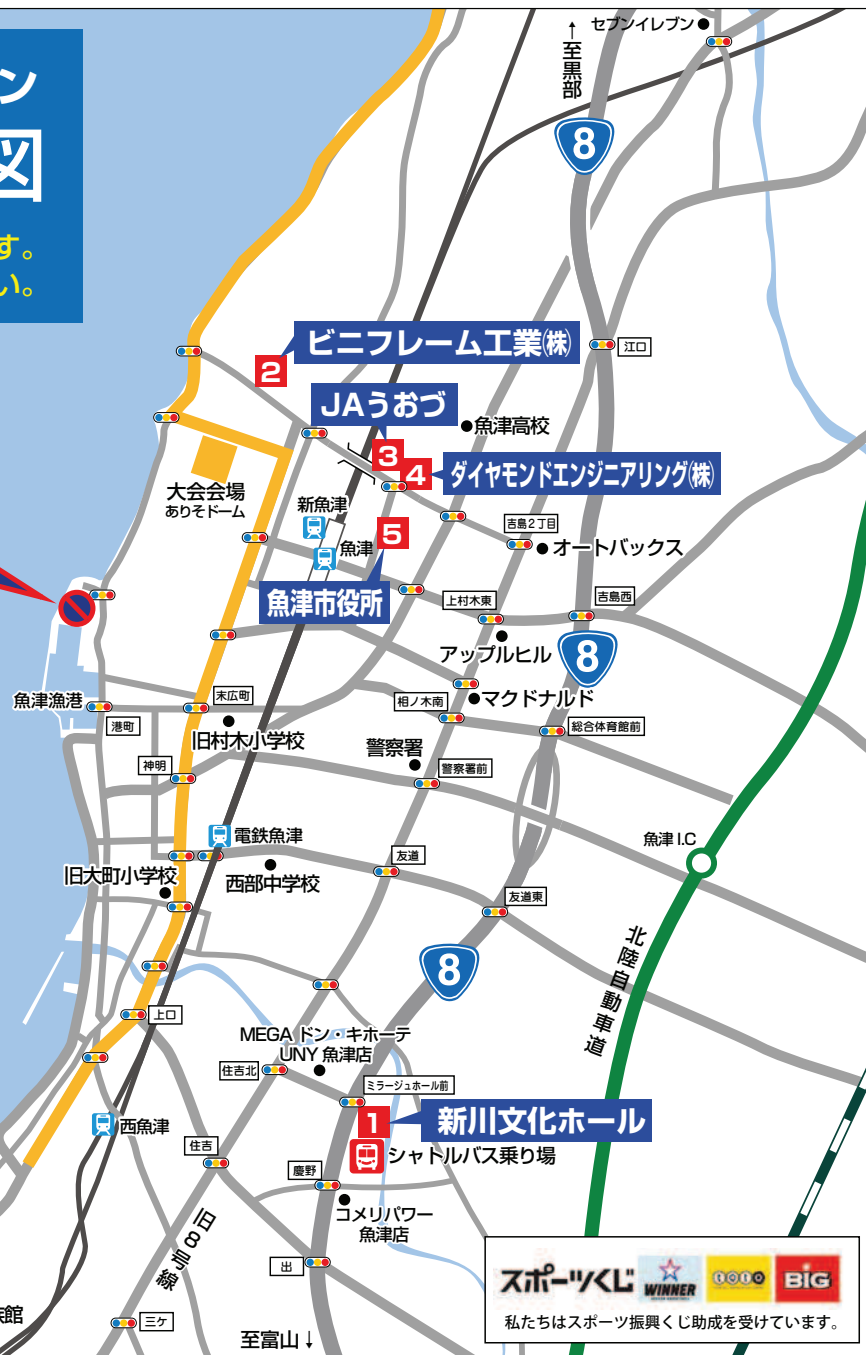 ン
図
す。
い。
セブンイレブン
↑至黒部
8
江口
2
ビニフレーム工業㈱
JAうおづ
魚津高校
3
4
ダイヤモンドエンジニアリング㈱
大会会場
ありそドーム
新魚津
魚津
5
吉島2丁目
オートバックス
魚津市役所
上村木東
吉島西
アップルヒル
8
魚津漁港
港町
末広町
旧村木小学校
相ノ木南
マクドナルド
総合体育館前
神明
警察署
警察署前
電鉄魚津
西部中学校
旧大町小学校
友道
友道東
魚津I.C
北陸自動車道
8
上口
MEGA ドン・キホーテ
UNY 魚津店
住吉北
ミラージュホール前
1
新川文化ホール
シャトルバス乗り場
西魚津
住吉
慶野
コメリパワー
魚津店
旧8号線
出
三ケ
至富山↓
館
スポーツくじ
WINNER
toto
BIG
私たちはスポーツ振興くじ助成を受けています。